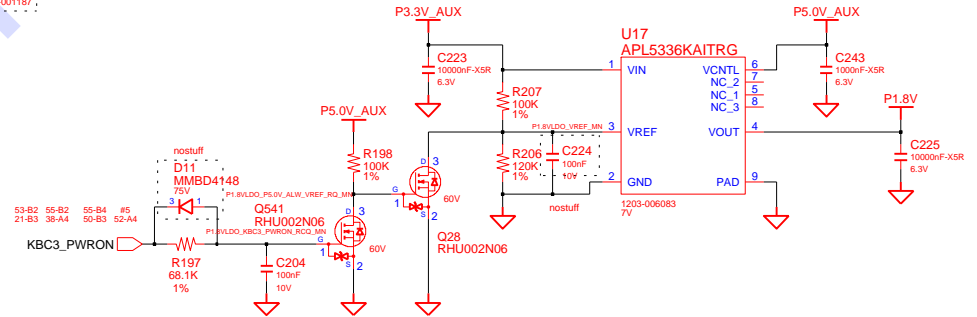 -001187
P3.3V_AUX
P5.0V_AUX
U17
APL5336KAITRG
C223
10000nF-X5R
6.3V
1 VIN VCNTL 6
NC_2 7
NC_1 5
NC_3 8
C243
10000nF-X5R
6.3V
R207
100K
1%
P5.0V_AUX
P1.8V
P1.8VLDO_VREF_MN
3 VREF VOUT 4
R198
100K
1%
R206
120K
1%
C224
100nF
10V
nostuff
C225
10000nF-X5R
6.3V
2 GND PAD 9
1203-006083
7V
nostuff
D11
MMBD4148
75V
3 1
P1.8VLDO_P5.0V_ALW_VREF_RQ_MN
D 3
G
1 S 2
60V
Q28
RHU002N06
Q541
RHU002N06
P1.8VLDO_KBC3_PWRON_RCQ_MN
D 3
G
1 S 2
60V
53-B2 55-B2 55-B4 #5
21-B3 38-A4 50-B3 52-A4
KBC3_PWRON
R197
68.1K
1%
C204
100nF
10V